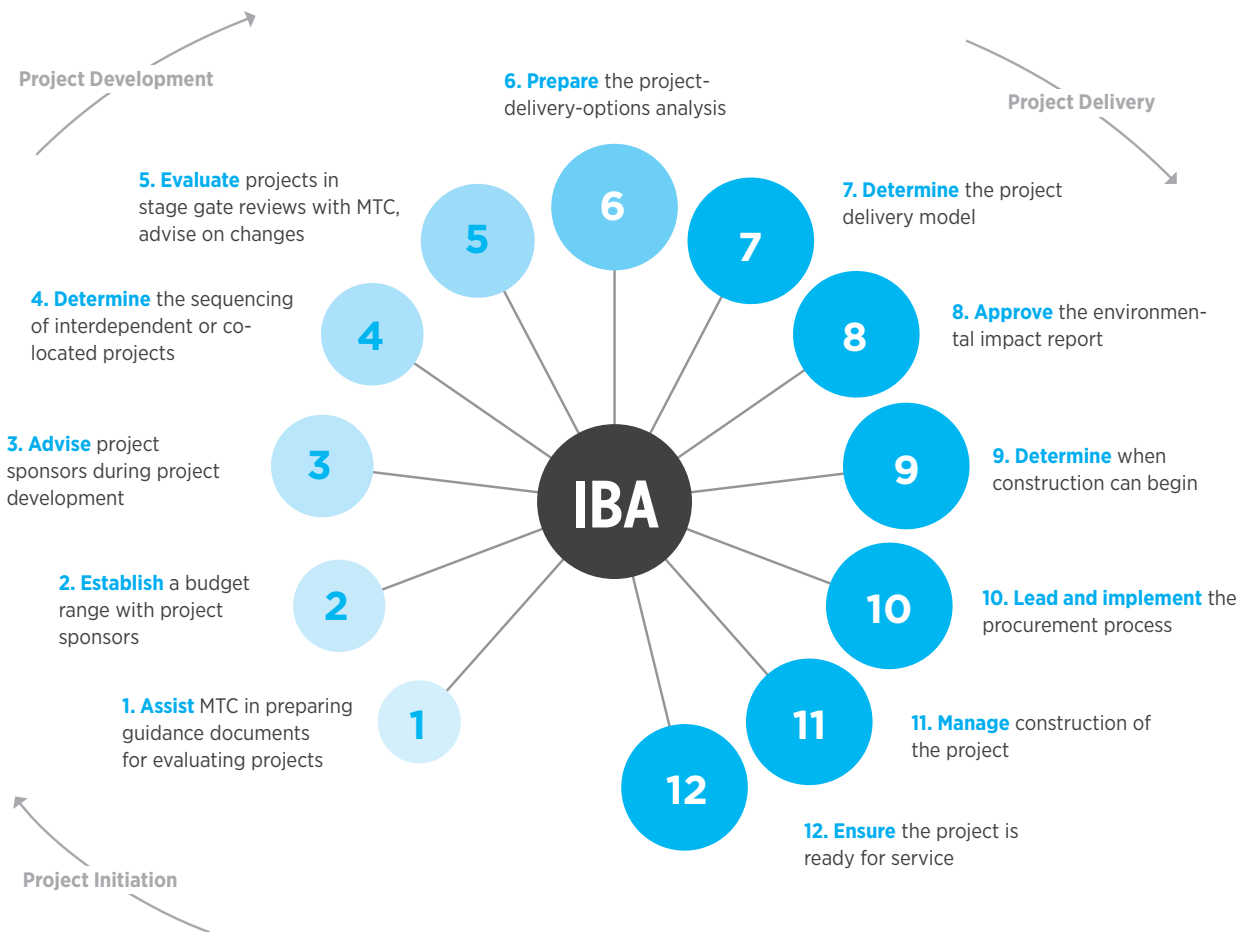 Project Development
Project Delivery
6. Prepare the project-
delivery-options analysis
5. Evaluate projects in
stage gate reviews with MTC,
advise on changes
7. Determine the project
delivery model
4. Determine the sequencing
of interdependent or co-
located projects
8. Approve the environmen-
tal impact report
3. Advise project
sponsors during project
development
9. Determine when
construction can begin
2. Establish a budget
range with project
sponsors
10. Lead and implement the
procurement process
1. Assist MTC in preparing
guidance documents
for evaluating projects
11. Manage construction of
the project
12. Ensure the project is
ready for service
Project Initiation
IBA
1
2
3
4
5
6
7
8
9
10
11
12